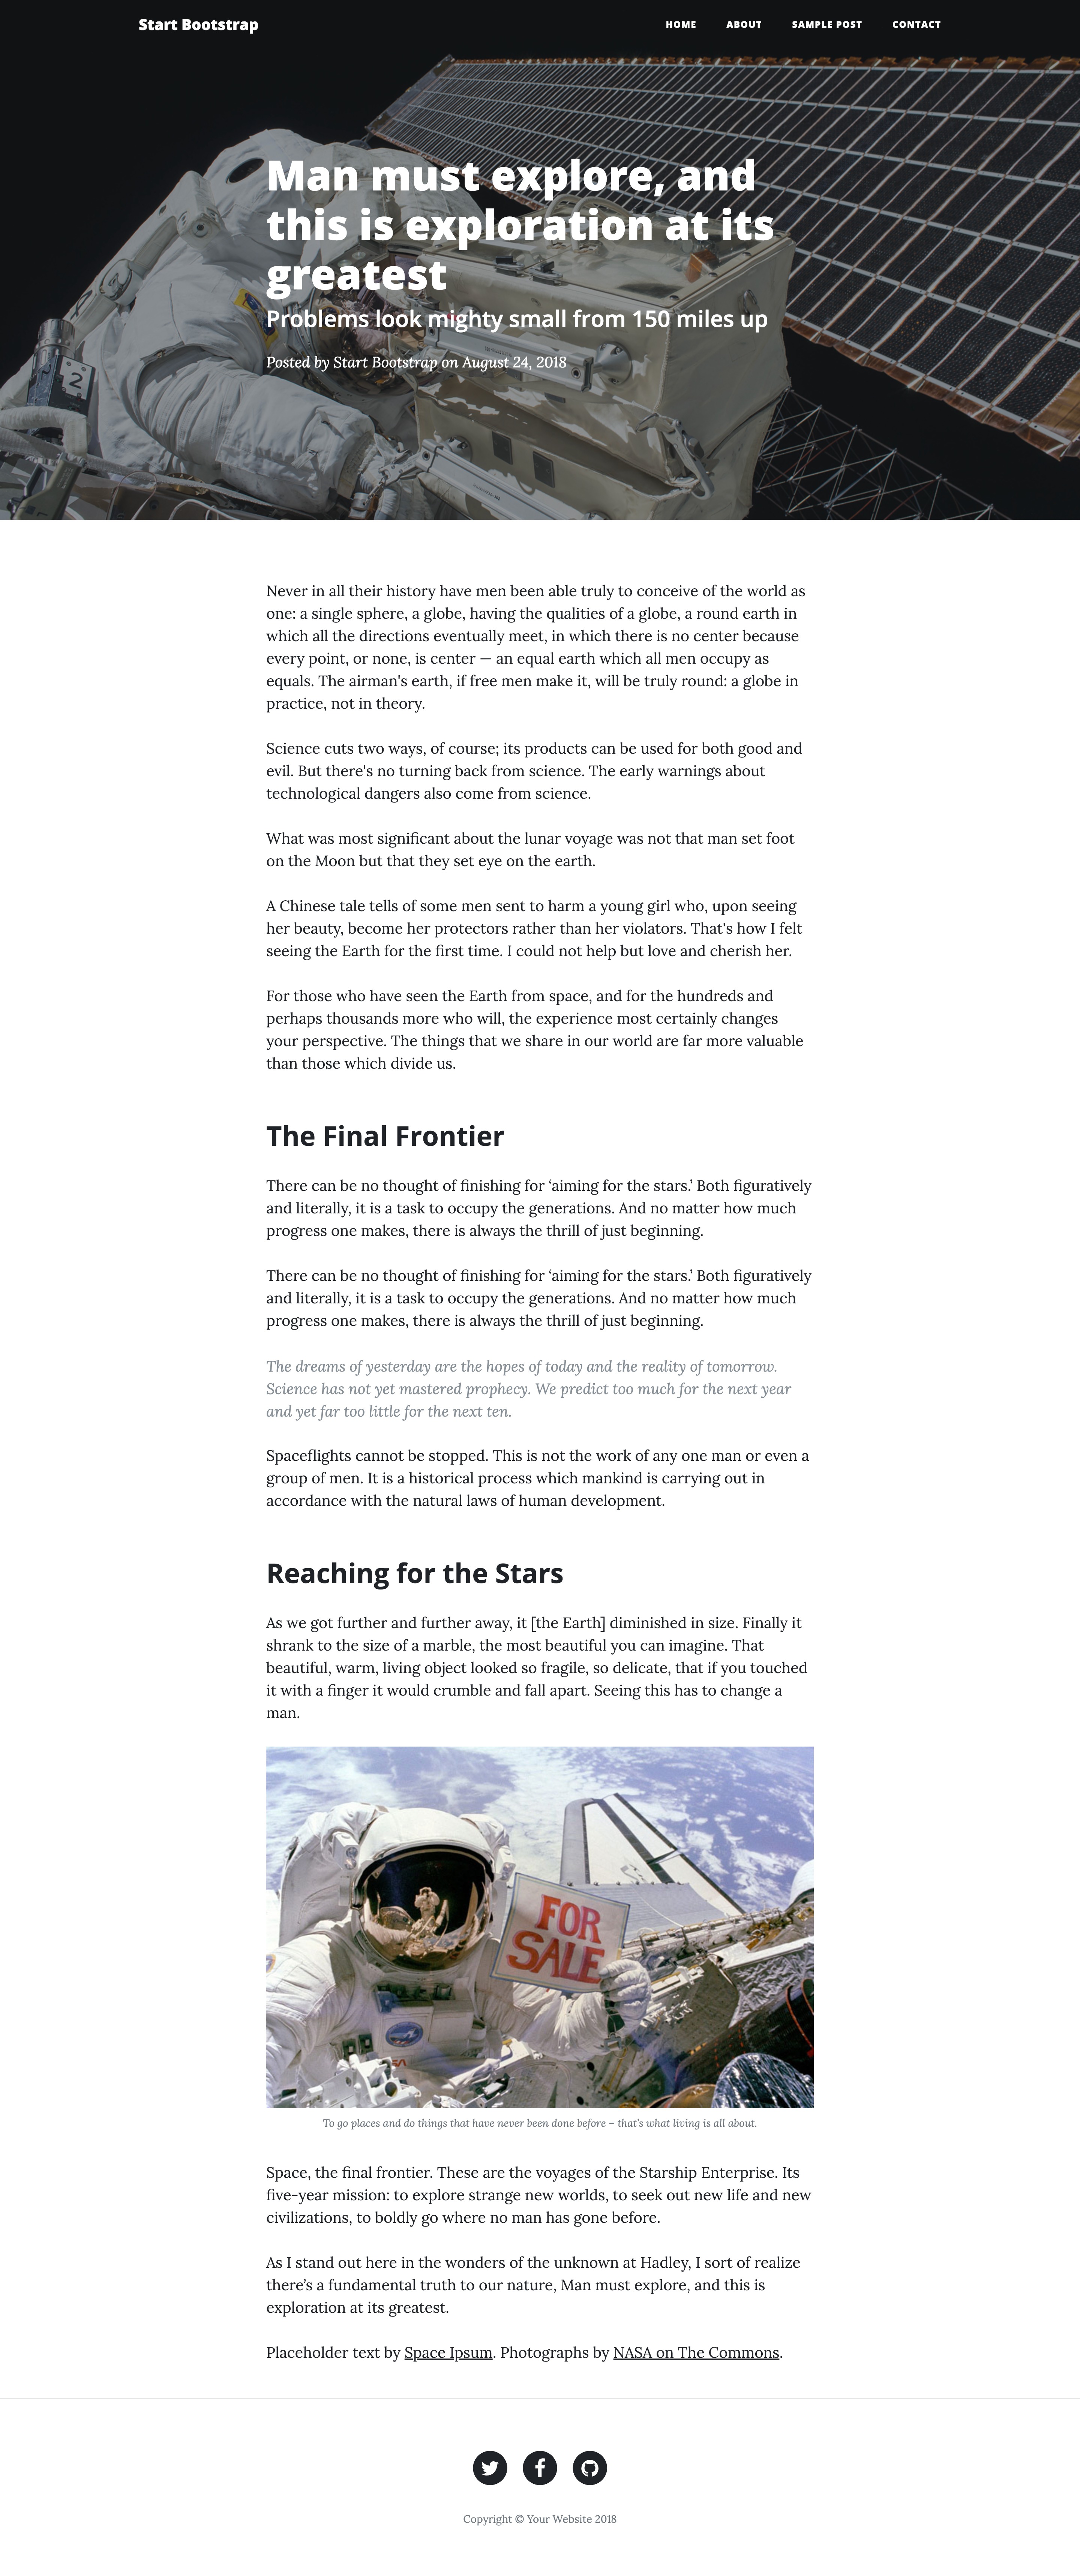 Start Bootstrap
HOME ABOUT SAMPLE POST CONTACT
Man must explore, and
this is exploration at its
greatest
Problems look mighty small from 150 miles up
Posted by Start Bootstrap on August 24, 2018
2
Never in all their history have men been able truly to conceive of the world as
one: a single sphere, a globe, having the qualities of a globe, a round earth in
which all the directions eventually meet, in which there is no center because
every point, or none, is center — an equal earth which all men occupy as
equals. The airman's earth, if free men make it, will be truly round: a globe in
practice, not in theory.
Science cuts two ways, of course; its products can be used for both good and
evil. But there's no turning back from science. The early warnings about
technological dangers also come from science.
What was most significant about the lunar voyage was not that man set foot
on the Moon but that they set eye on the earth.
A Chinese tale tells of some men sent to harm a young girl who, upon seeing
her beauty, become her protectors rather than her violators. That's how I felt
seeing the Earth for the first time. I could not help but love and cherish her.
For those who have seen the Earth from space, and for the hundreds and
perhaps thousands more who will, the experience most certainly changes
your perspective. The things that we share in our world are far more valuable
than those which divide us.
The Final Frontier
There can be no thought of finishing for ‘aiming for the stars.’ Both figuratively
and literally, it is a task to occupy the generations. And no matter how much
progress one makes, there is always the thrill of just beginning.
There can be no thought of finishing for ‘aiming for the stars.’ Both figuratively
and literally, it is a task to occupy the generations. And no matter how much
progress one makes, there is always the thrill of just beginning.
The dreams of yesterday are the hopes of today and the reality of tomorrow.
Science has not yet mastered prophecy. We predict too much for the next year
and yet far too little for the next ten.
Spaceflights cannot be stopped. This is not the work of any one man or even a
group of men. It is a historical process which mankind is carrying out in
accordance with the natural laws of human development.
Reaching for the Stars
As we got further and further away, it [the Earth] diminished in size. Finally it
shrank to the size of a marble, the most beautiful you can imagine. That
beautiful, warm, living object looked so fragile, so delicate, that if you touched
it with a finger it would crumble and fall apart. Seeing this has to change a
man.
FOR
SALE
To go places and do things that have never been done before – that’s what living is all about.
Space, the final frontier. These are the voyages of the Starship Enterprise. Its
five-year mission: to explore strange new worlds, to seek out new life and new
civilizations, to boldly go where no man has gone before.
As I stand out here in the wonders of the unknown at Hadley, I sort of realize
there’s a fundamental truth to our nature, Man must explore, and this is
exploration at its greatest.
Placeholder text by Space Ipsum. Photographs by NASA on The Commons.
Copyright © Your Website 2018